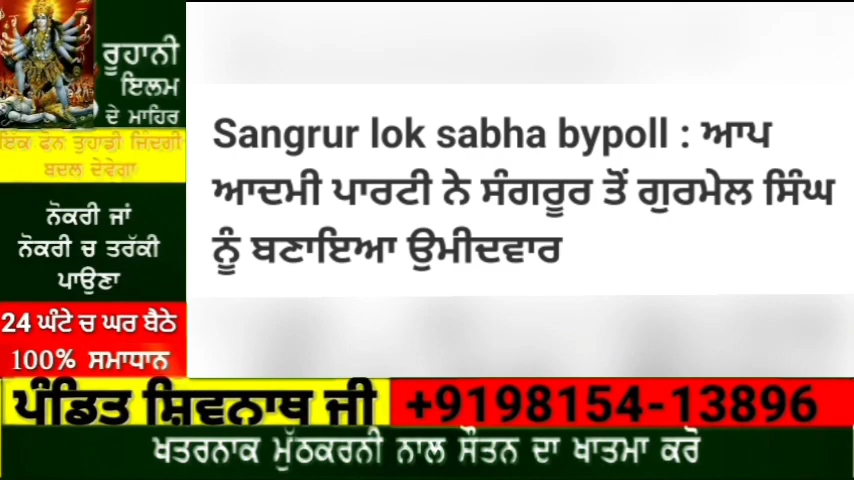 ਰੂਹਾਨੀ
ਇਲਮ
ਦੇ ਮਾਹਿਰ
ਇਕ ਫੋਨ ਤੁਹਾਡੀ ਜ਼ਿੰਦਗੀ
ਬਦਲ ਦੇਵੇਗਾ
ਨੋਕਰੀ ਜਾਂ
ਨੋਕਰੀ ਚ ਤਰੱਕੀ
ਪਾਉਣਾ
24 ਘੰਟੇ ਚ ਘਰ ਬੈਠੇ
100% ਸਮਾਧਾਨ
Sangrur lok sabha bypoll : ਆਪ
ਆਦਮੀ ਪਾਰਟੀ ਨੇ ਸੰਗਰੂਰ ਤੋਂ ਗੁਰਮੇਲ ਸਿੰਘ
ਨੂੰ ਬਣਾਇਆ ਉਮੀਦਵਾਰ
ਪੰਡਿਤ ਸ਼ਿਵਨਾਥ ਜੀ +9198154-13896
ਖਤਰਨਾਕ ਮੁੱਠਕਰਨੀ ਨਾਲ ਸੌਤਨ ਦਾ ਖਾਤਮਾ ਕਰੋ